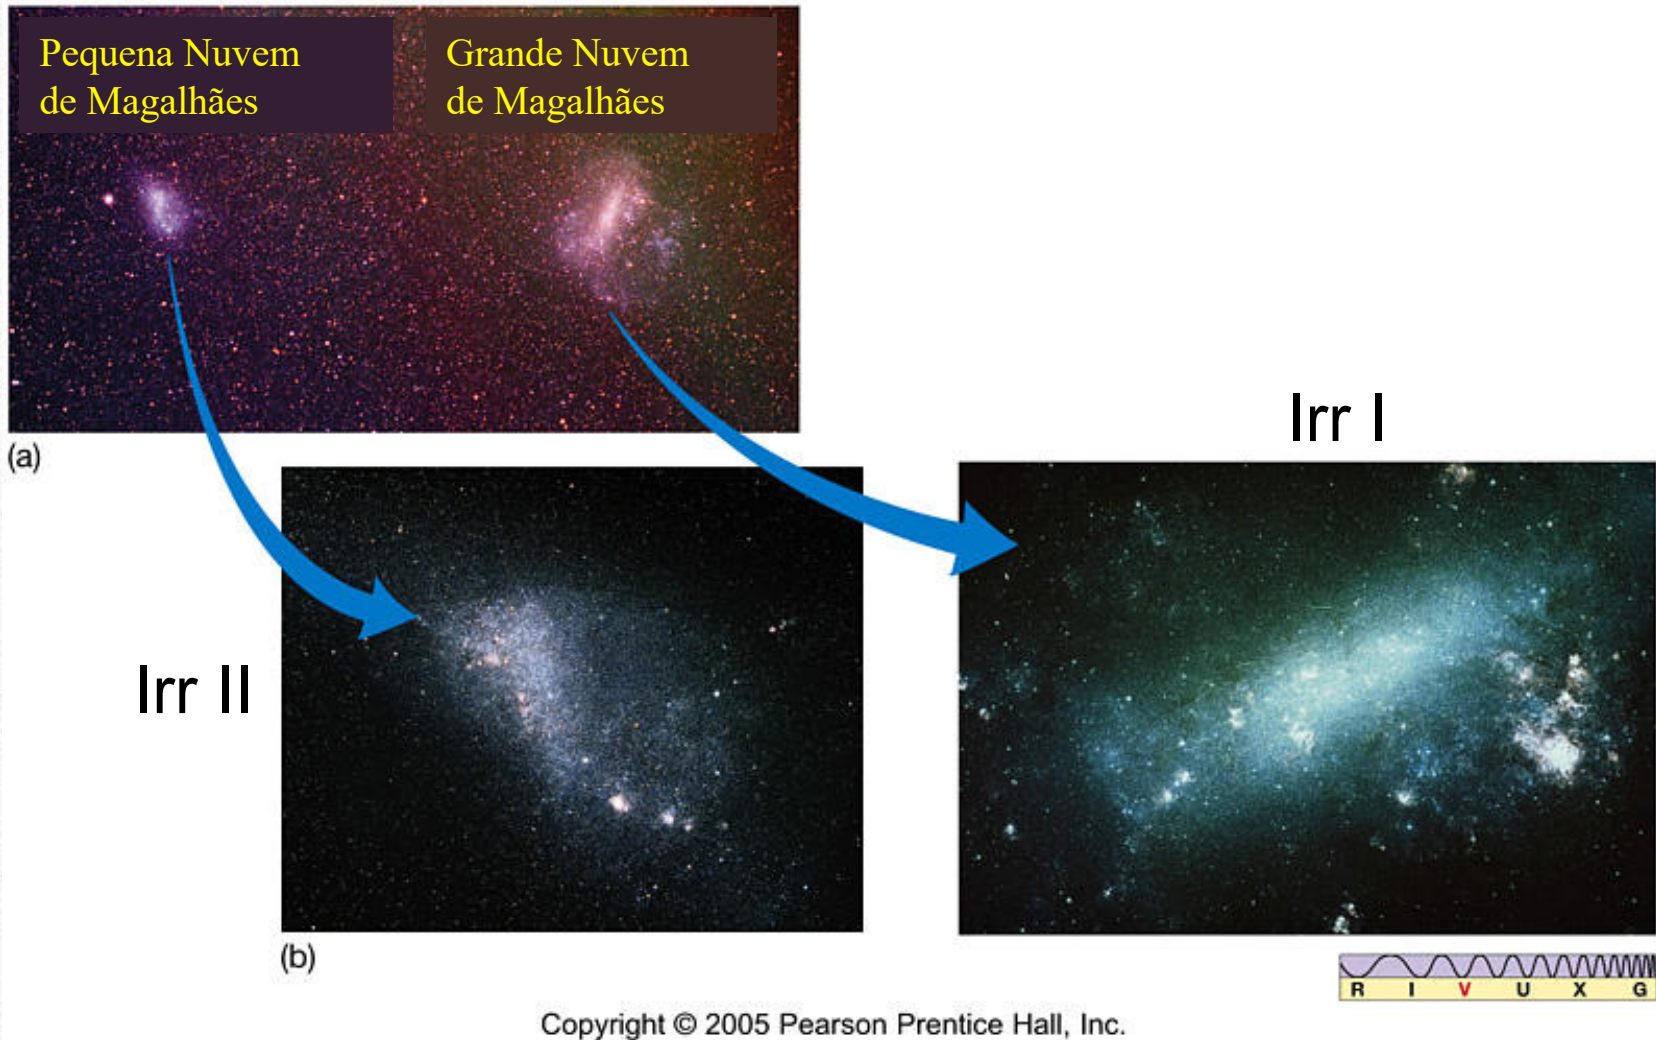 Pequena Nuvem
de Magalhães
Grande Nuvem
de Magalhães
(a)
Irr I
Irr II
(b)
R I V U X G
Copyright © 2005 Pearson Prentice Hall, Inc.